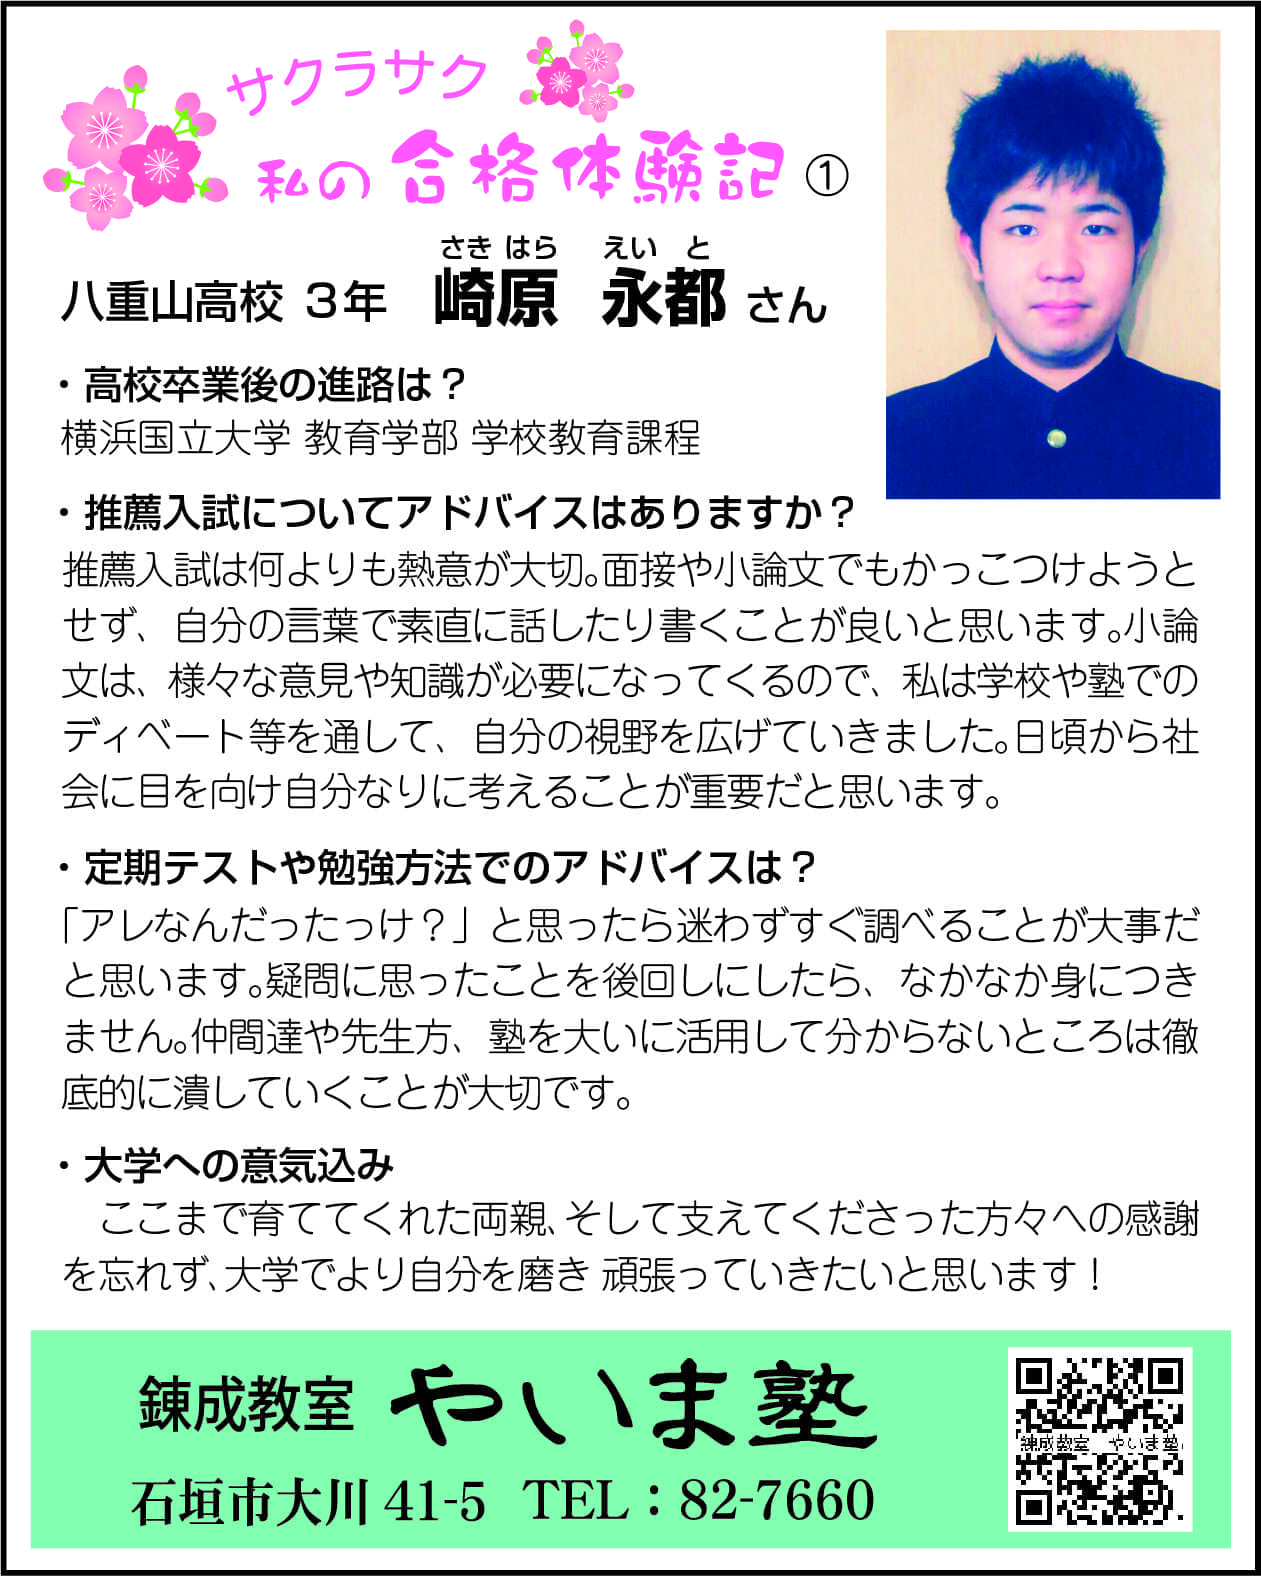 サクラサク
私の合格体験記 ①
さき はら えい と
八重山高校 3年 崎原 永都 さん
・高校卒業後の進路は？
横浜国立大学 教育学部 学校教育課程
・推薦入試についてアドバイスはありますか？
推薦入試は何よりも熱意が大切。面接や小論文でもかっこつけようと
せず、自分の言葉で素直に話したり書くことが良いと思います。小論
文は、様々な意見や知識が必要になってくるので、私は学校や塾での
ディベート等を通して、自分の視野を広げていきました。日頃から社
会に目を向け自分なりに考えることが重要だと思います。
・定期テストや勉強方法でのアドバイスは？
「アレなんだったっけ？」と思ったら迷わずすぐ調べることが大事だ
と思います。疑問に思ったことを後回しにしたら、なかなか身につき
ません。仲間達や先生方、塾を大いに活用して分からないところは徹
底的に潰していくことが大切です。
・大学への意気込み
ここまで育ててくれた両親、そして支えてくださった方々への感謝
を忘れず、大学でより自分を磨き 頑張っていきたいと思います！
錬成教室 やいま塾
石垣市大川 41-5 TEL：82-7660
錬成教室 やいま塾